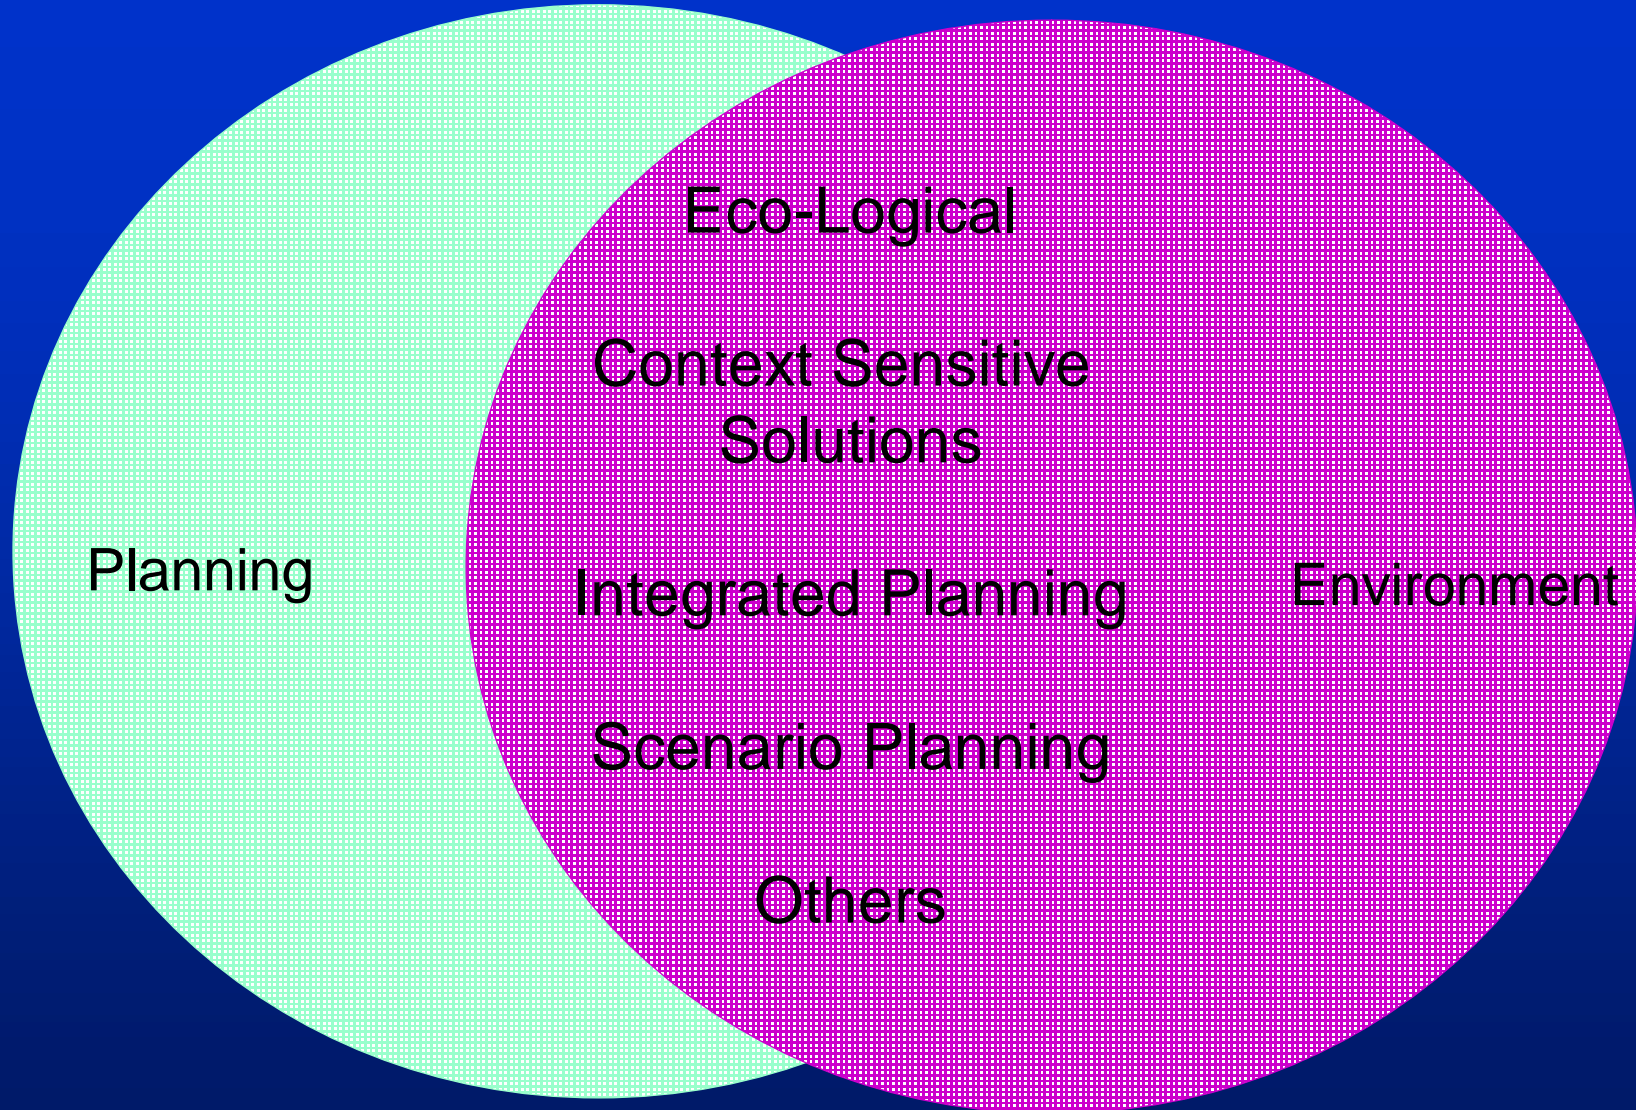 Eco-Logical
Context Sensitive
Solutions
Planning
Integrated Planning
Environment
Scenario Planning
Others